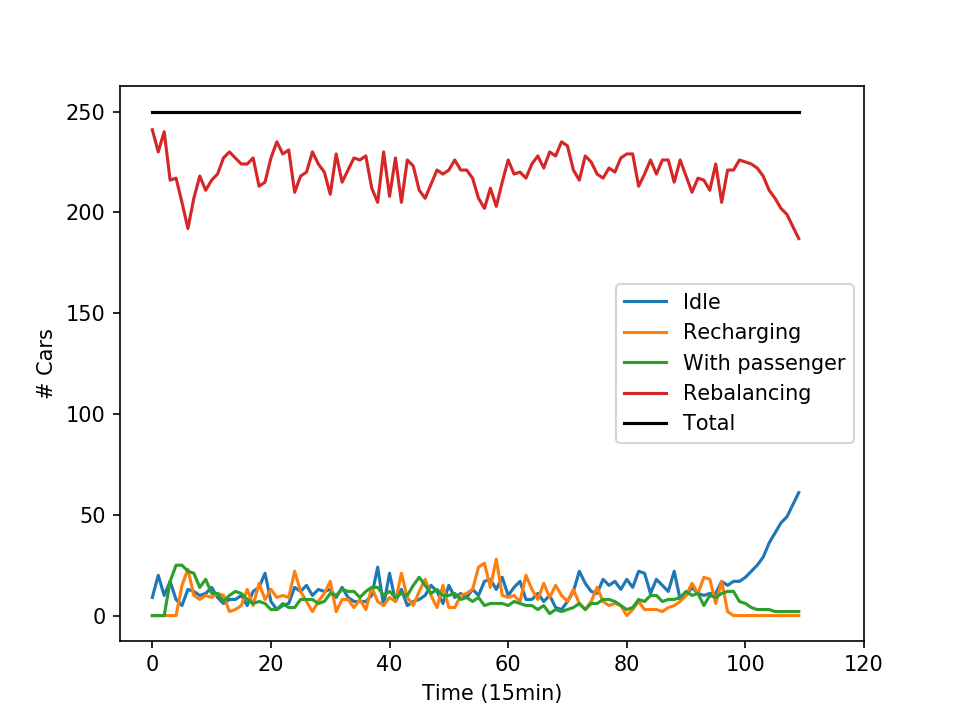 250
200
150
100
50
0
# Cars
Idle
Recharging
With passenger
Rebalancing
Total
0 20 40 60 80 100 120
Time (15min)